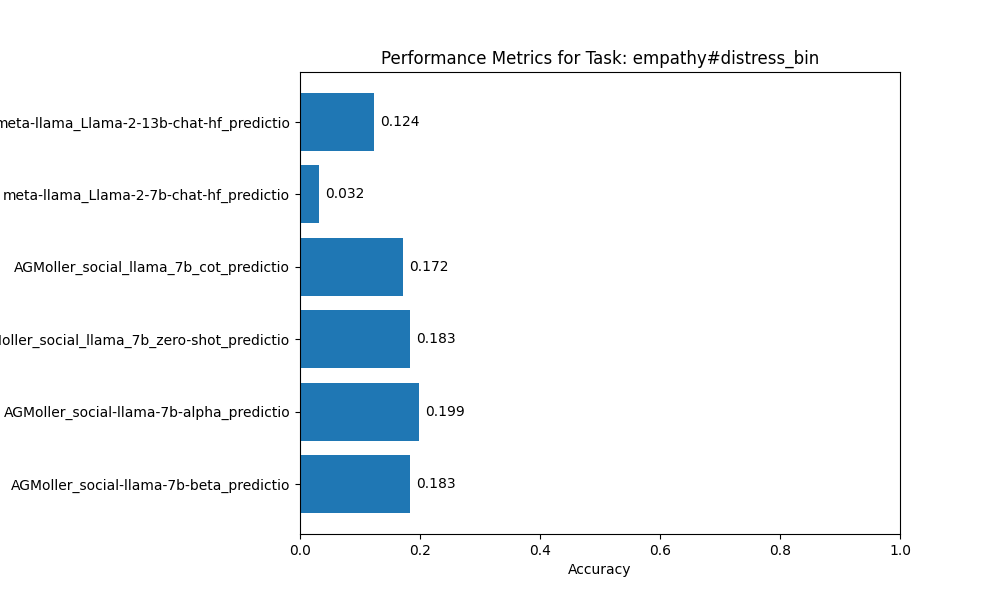 Performance Metrics for Task: empathy#distress_bin
meta-llama_Llama-2-13b-chat-hf_predictio
0.124
meta-llama_Llama-2-7b-chat-hf_predictio
0.032
AGMoller_social_llama_7b_cot_predictio
0.172
oller_social_llama_7b_zero-shot_predictio
0.183
AGMoller_social-llama-7b-alpha_predictio
0.199
AGMoller_social-llama-7b-beta_predictio
0.183
0.0 0.2 0.4 0.6 0.8 1.0
Accuracy